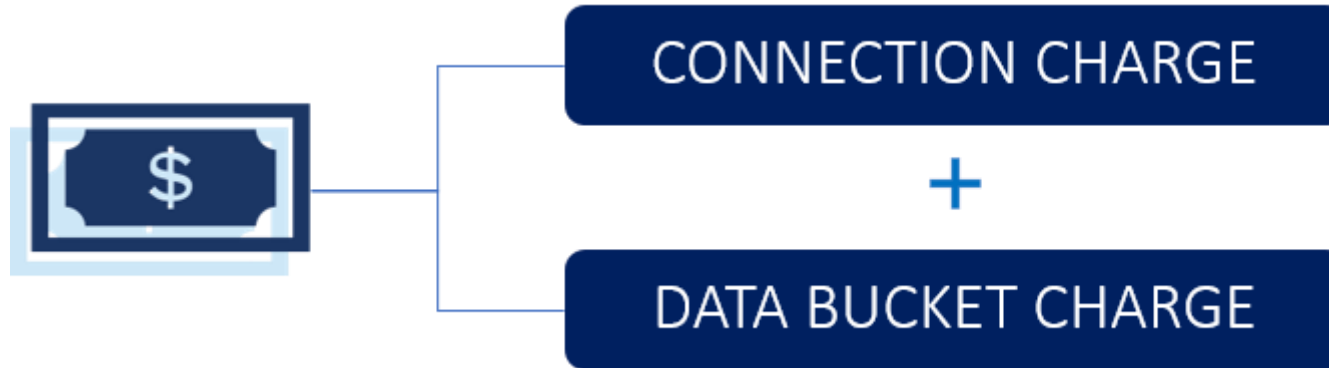 CONNECTION CHARGE
$
+
DATA BUCKET CHARGE